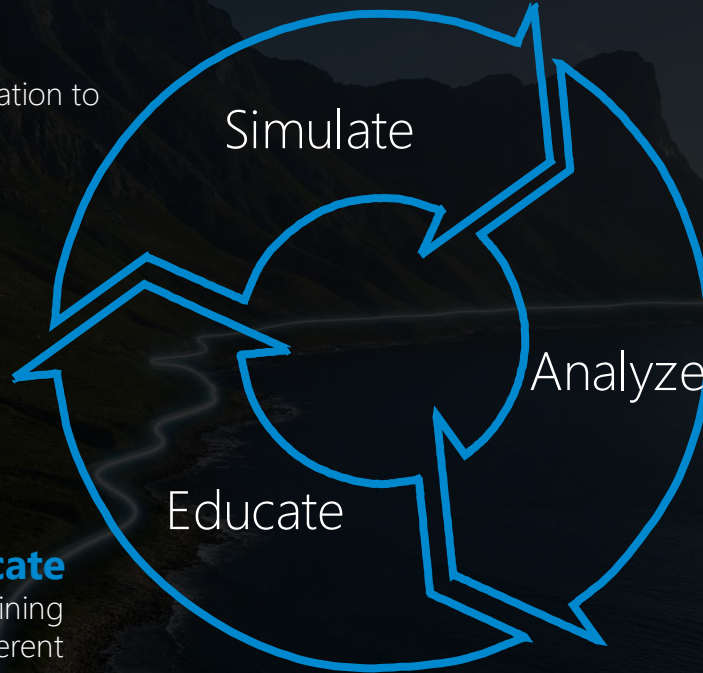 ation to
Simulate
Analyze
Educate
cate
ining
erent